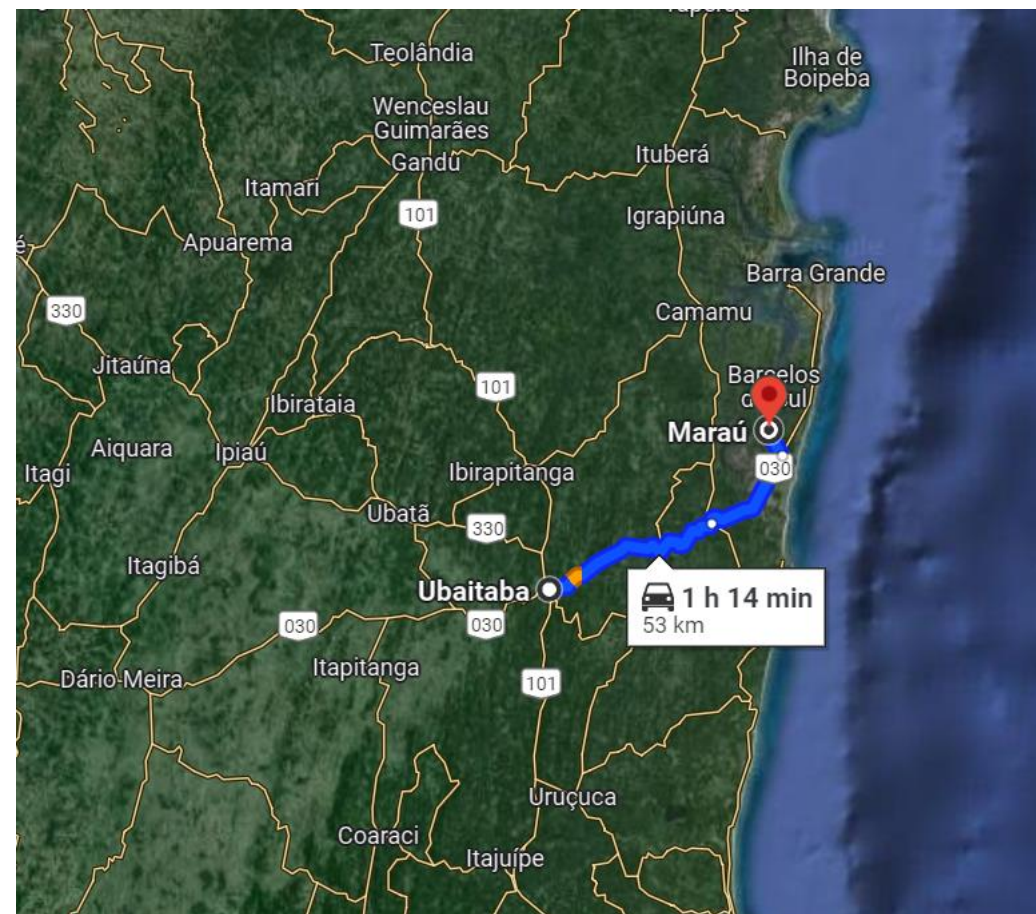 Teolândia
Ilha de
Boipeba
Wenceslau
Guimarães
Gandú
Ituberá
Itamari
101
Igrapiúna
Apuarema
Barra Grande
330
Camamu
Jitaúna
101
Barcelos
Ibirataia
Maraú
Aiquara
Ipiaú
Itagi
Ibirapitanga
030
Ubatã
330
Itagibá
Ubaitaba
1 h 14 min
53 km
030
030
Itapitanga
Dário Meira
101
Uruçuca
Coaraci
Itajuípe